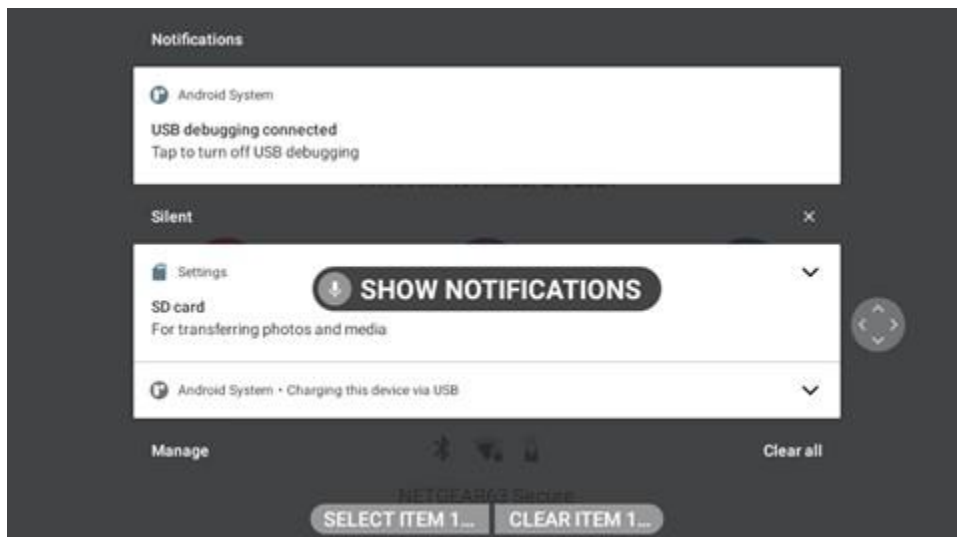 Notifications
Android System
USB debugging connected
Tap to turn off USB debugging
Silent
Settings
SHOW NOTIFICATIONS
SD card
For transferring photos and media
Android System • Charging this device via USB
Manage
Clear all
NETGEAR63 Secure
SELECT ITEM 1...
CLEAR ITEM 1...